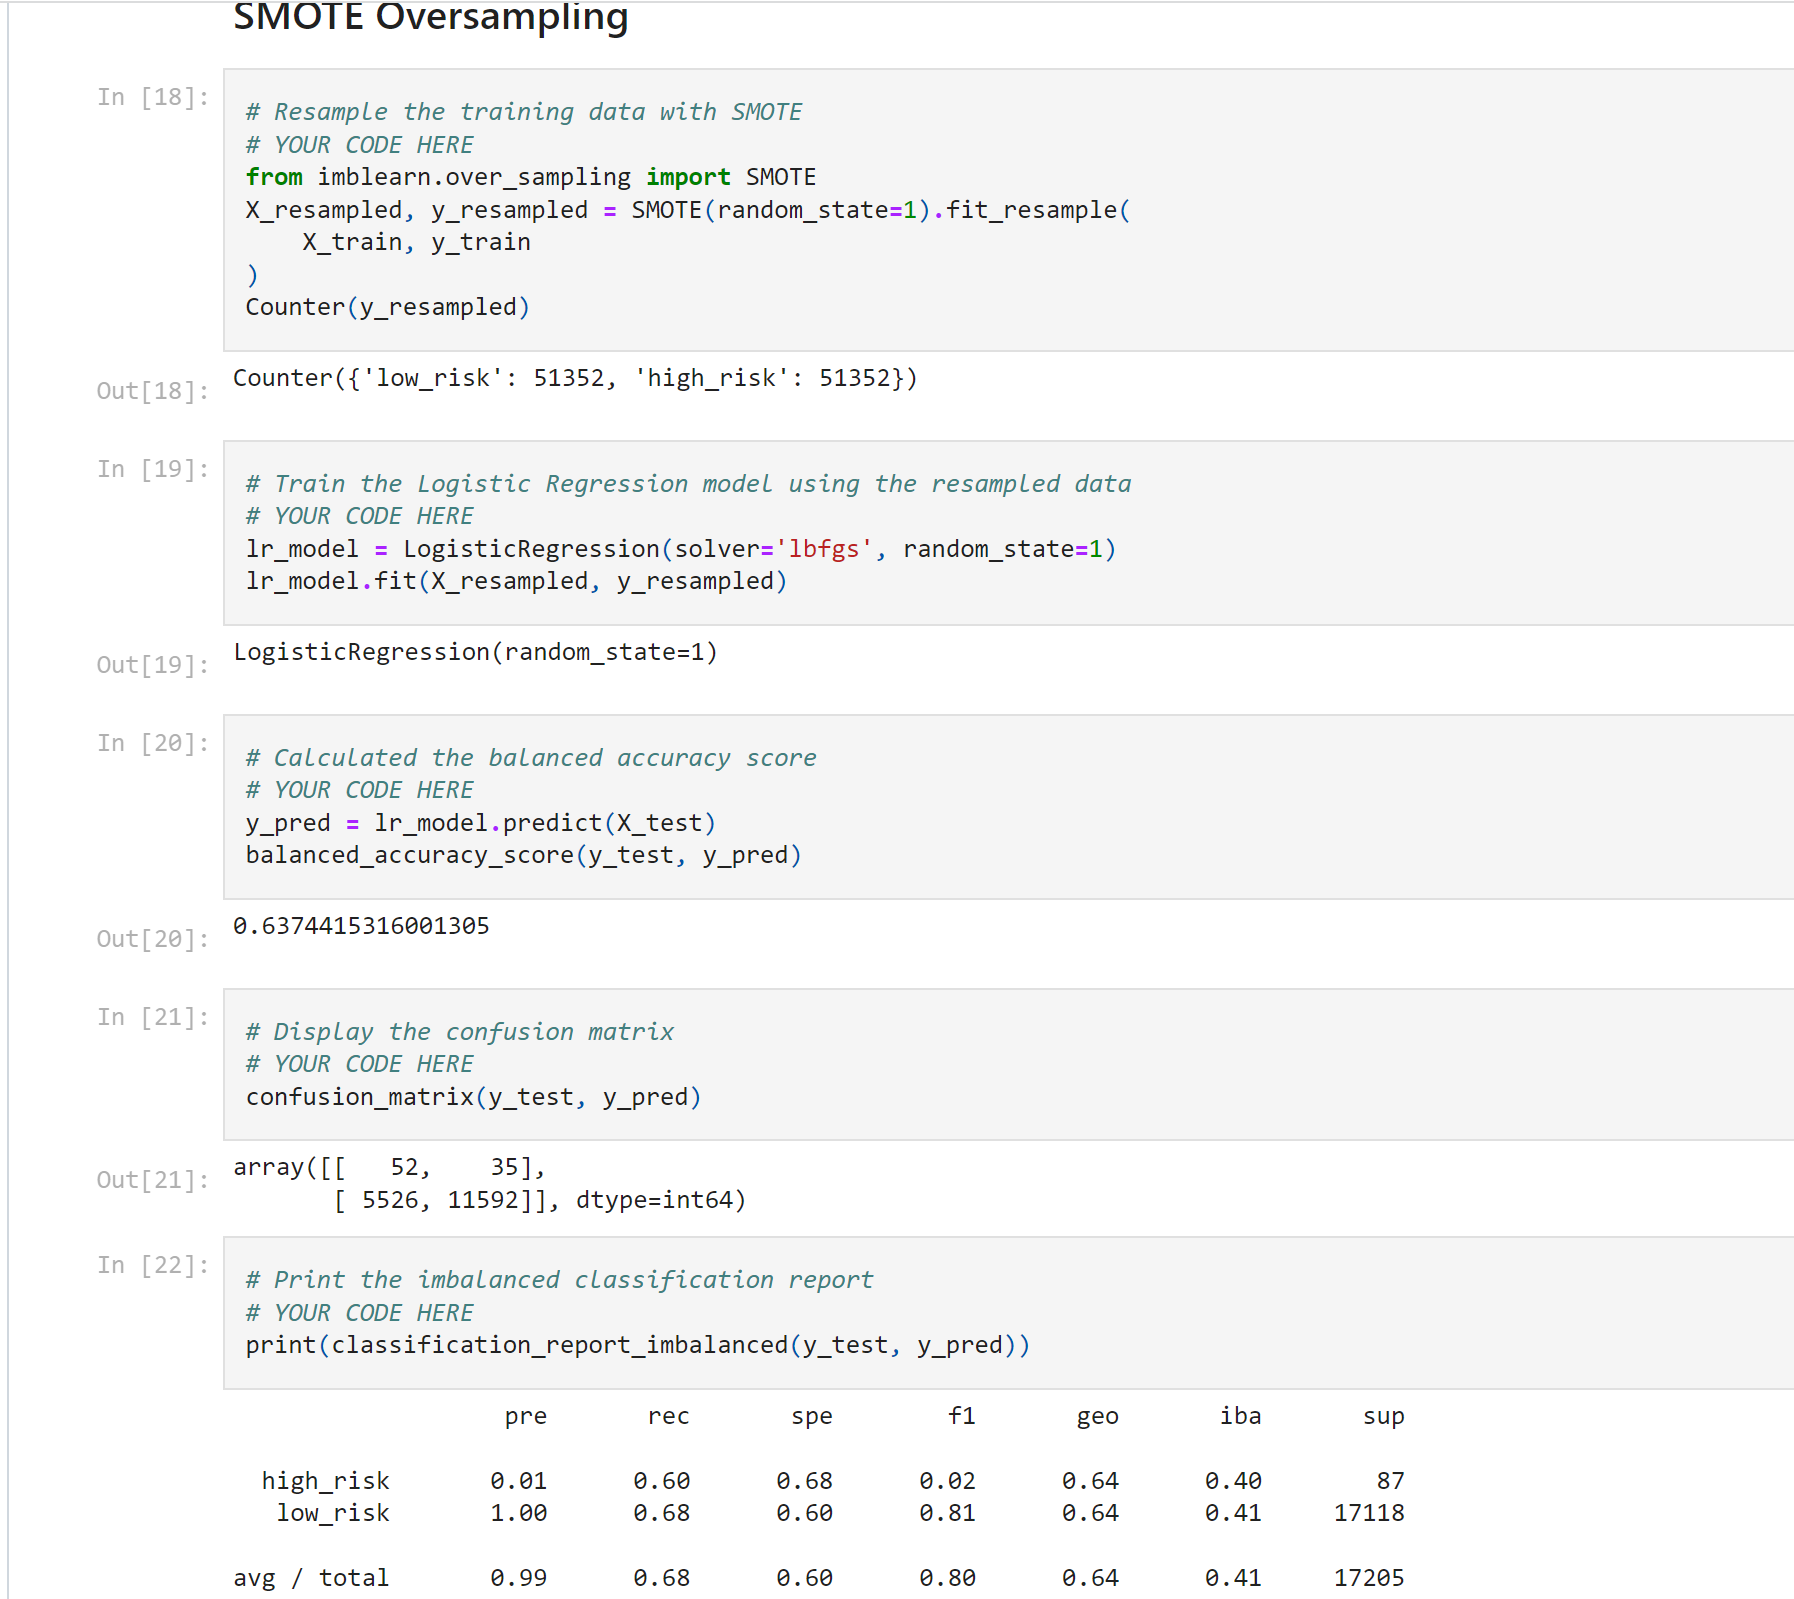 SMOTE Oversampling
In [18]:
# Resample the training data with SMOTE
# YOUR CODE HERE
from imblearn.over_sampling import SMOTE
X_resampled, y_resampled = SMOTE(random_state=1).fit_resample(
    X_train, y_train
)
Counter(y_resampled)
Out[18]:
Counter({'low_risk': 51352, 'high_risk': 51352})
In [19]:
# Train the Logistic Regression model using the resampled data
# YOUR CODE HERE
lr_model = LogisticRegression(solver='lbfgs', random_state=1)
lr_model.fit(X_resampled, y_resampled)
Out[19]:
LogisticRegression(random_state=1)
In [20]:
# Calculated the balanced accuracy score
# YOUR CODE HERE
y_pred = lr_model.predict(X_test)
balanced_accuracy_score(y_test, y_pred)
Out[20]:
0.6374415316001305
In [21]:
# Display the confusion matrix
# YOUR CODE HERE
confusion_matrix(y_test, y_pred)
Out[21]:
array([[   52,    35],
       [ 5526, 11592]], dtype=int64)
In [22]:
# Print the imbalanced classification report
# YOUR CODE HERE
print(classification_report_imbalanced(y_test, y_pred))
                   pre       rec       spe        f1       geo       iba       sup
  high_risk       0.01      0.60      0.68      0.02      0.64      0.40        87
   low_risk       1.00      0.68      0.60      0.81      0.64      0.41     17118
avg / total       0.99      0.68      0.60      0.80      0.64      0.41     17205